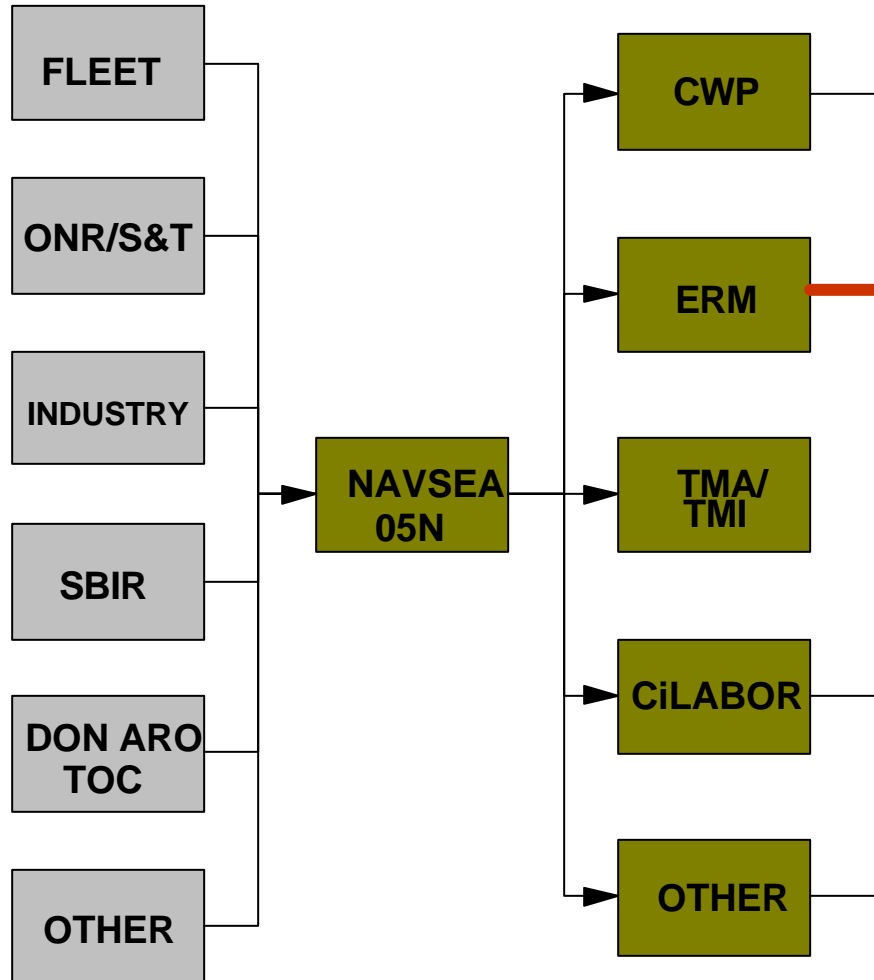 FLEET
ONR/S&T
INDUSTRY
SBIR
DON ARO
TOC
OTHER
NAVSEA
05N
CWP
ERM
TMA/
TMI
CiLABOR
OTHER